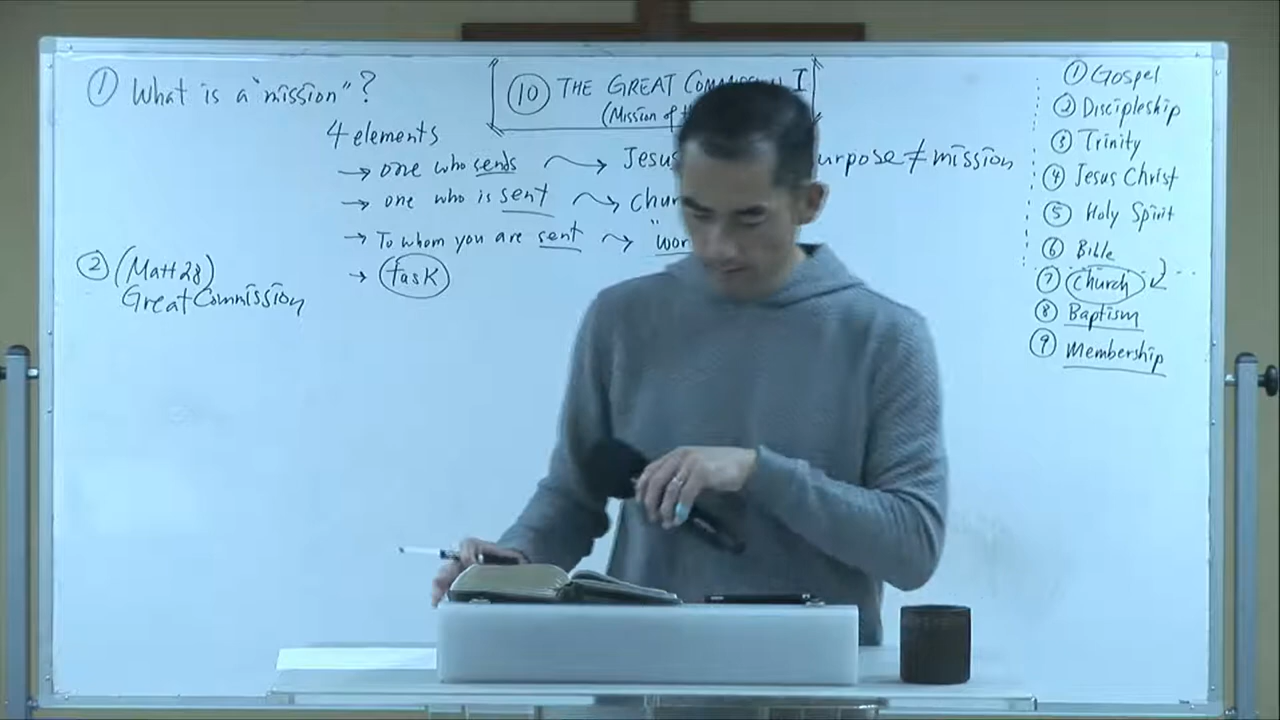 ① What is a "mission"?
⑩ THE GREAT COMM I
(Mission of
4 elements
→ one who sends → Jesus
urpose ≠ mission
→ one who is sent → chur
→ To whom you are sent → "wor
→ task
② (Matt 28)
Great Commission
① Gospel
② Discipleship
③ Trinity
④ Jesus Christ
⑤ Holy Spirit
⑥ Bible
⑦ Church
⑧ Baptism
⑨ Membership